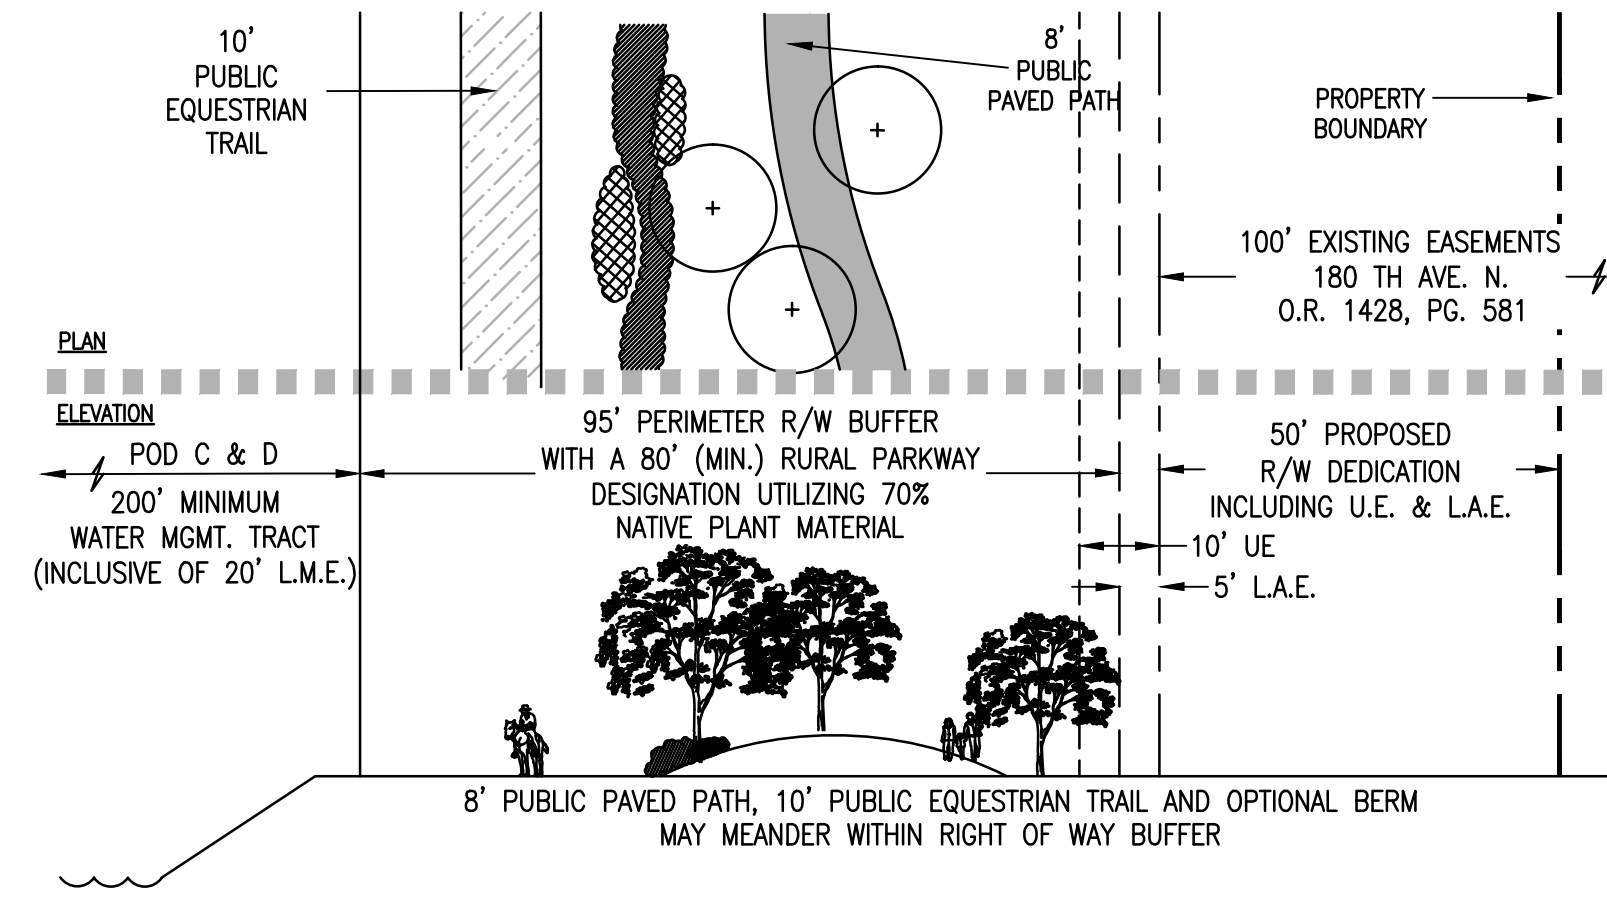 10'
PUBLIC
EQUESTRIAN
TRAIL
8'
PUBLIC
PAVED PATH
PROPERTY
BOUNDARY
100' EXISTING EASEMENTS
180 TH AVE. N.
O.R. 1428, PG. 581
PLAN
ELEVATION
POD C & D
200' MINIMUM
WATER MGMT. TRACT
(INCLUSIVE OF 20' L.M.E.)
95' PERIMETER R/W BUFFER
WITH A 80' (MIN.) RURAL PARKWAY
DESIGNATION UTILIZING 70%
NATIVE PLANT MATERIAL
50' PROPOSED
R/W DEDICATION
INCLUDING U.E. & L.A.E.
10' UE
5' L.A.E.
8' PUBLIC PAVED PATH, 10' PUBLIC EQUESTRIAN TRAIL AND OPTIONAL BERM
MAY MEANDER WITHIN RIGHT OF WAY BUFFER